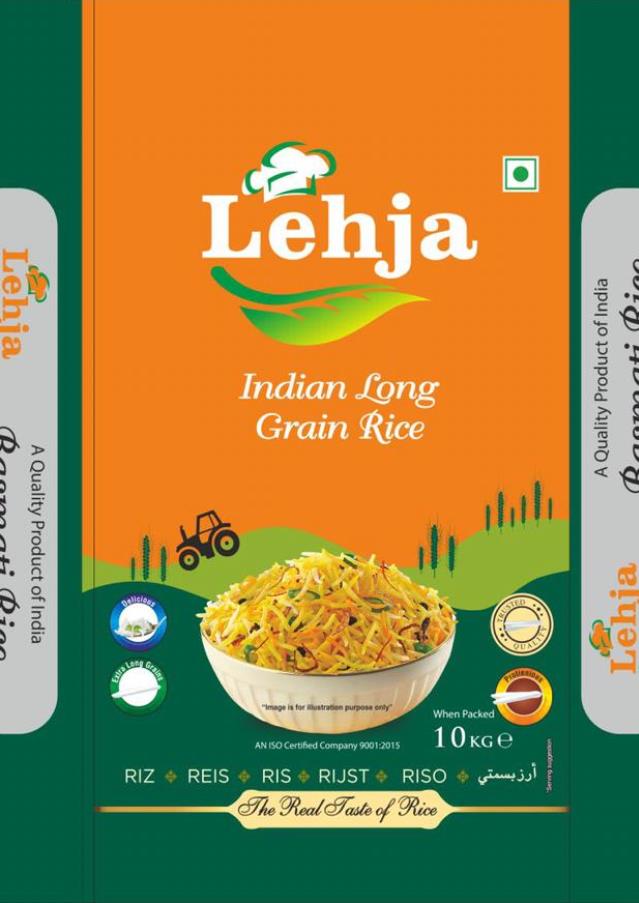 Lehja
Indian Long
Grain Rice
Delicious
Extra Long Grains
TRUSTED
QUALITY
Protienious
"Image is for illustration purpose only"
When Packed
10 KG e
AN ISO Certified Company 9001:2015
RIZ REIS RIS RIJST RISO أرز بسمتي
*Serving suggestion
The Real Taste of Rice
Lehja
A Quality Product of India
Basmati Rice
A Quality Product of India
Basmati Rice
Lehja